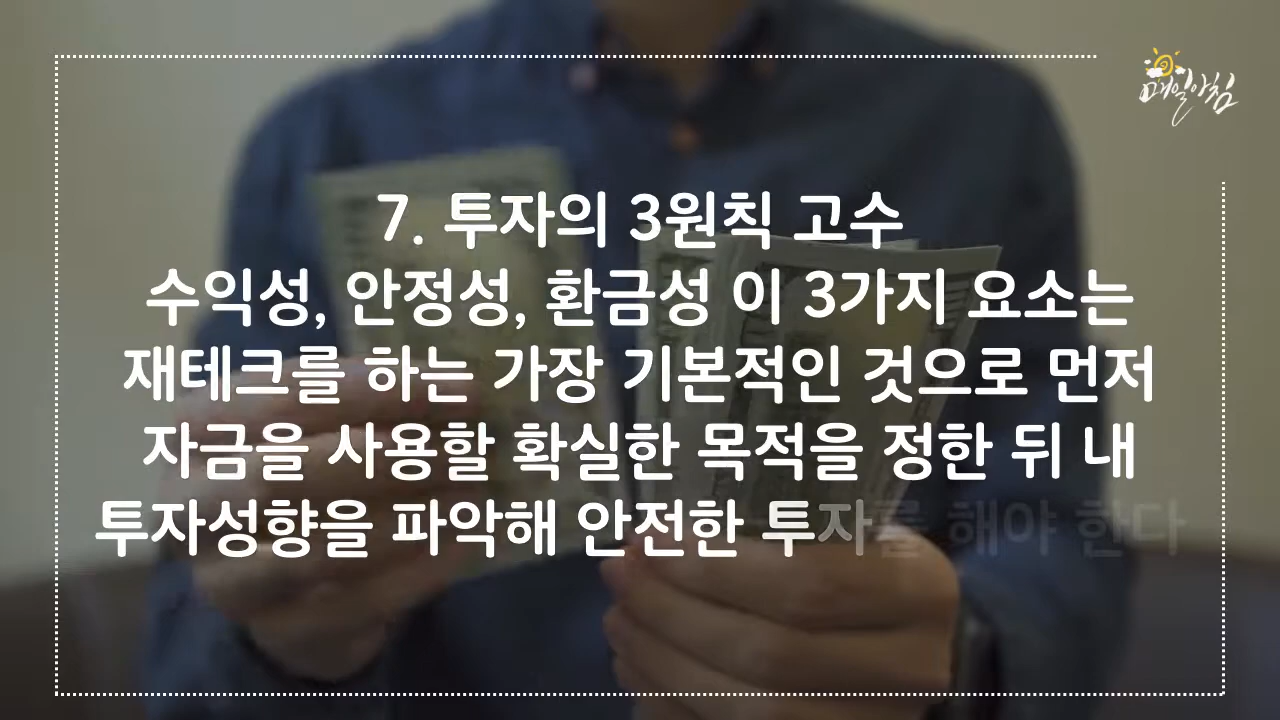 매일아침
7. 투자의 3원칙 고수
수익성, 안정성, 환금성 이 3가지 요소는
재테크를 하는 가장 기본적인 것으로 먼저
자금을 사용할 확실한 목적을 정한 뒤 내
투자성향을 파악해 안전한 투자를 해야 한다